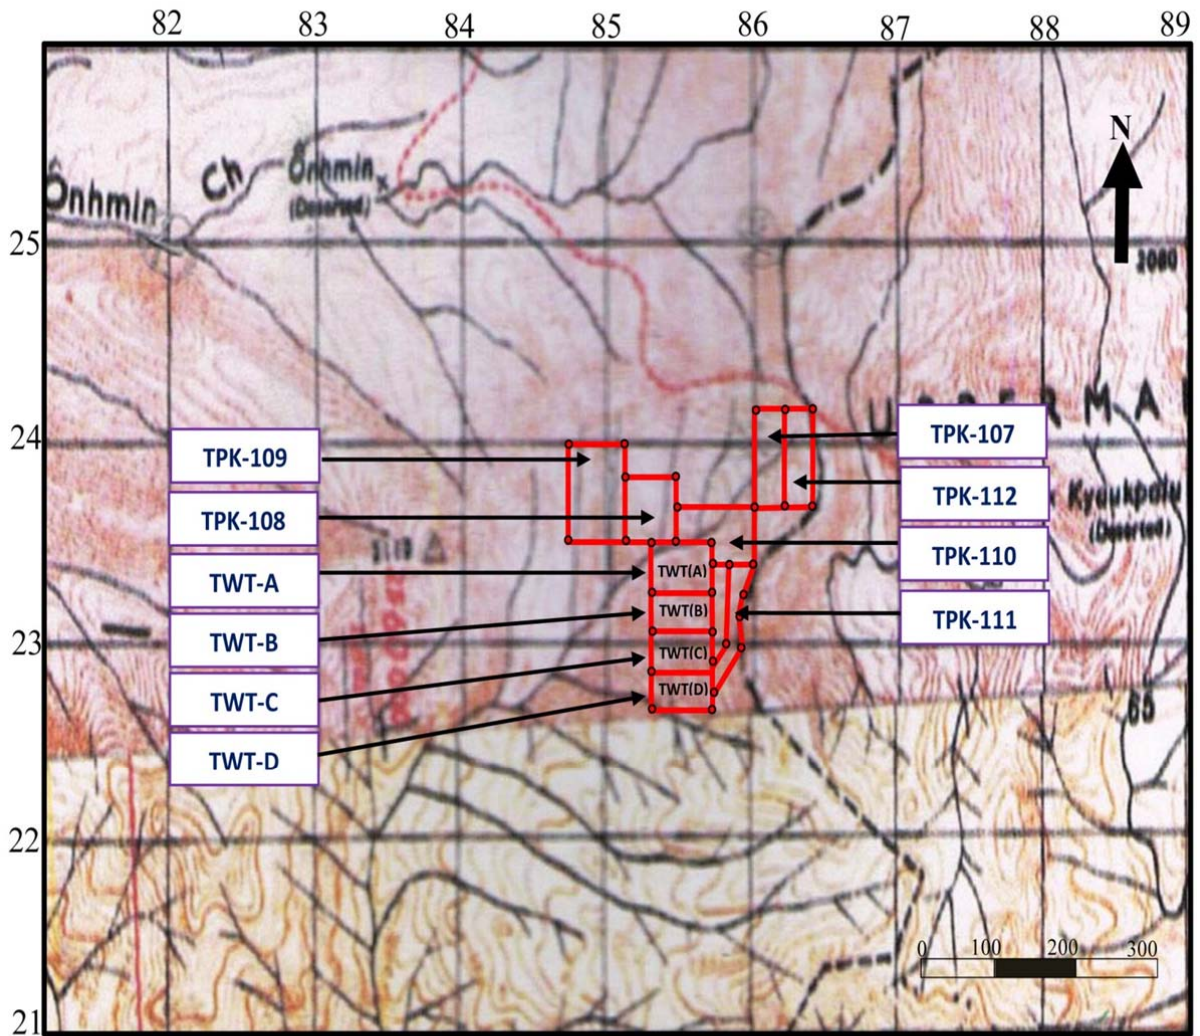 82 83 84 85 86 87 88 89
N
Ônhmin
Ch
Ônhmin
(Deserted)
25
2080
24
TPK-109
TPK-108
TWT-A
TWT-B
TWT-C
TWT-D
TPK-107
TPK-112
TPK-110
TPK-111
Kyaukpalu
(Deserted)
TWT(A)
TWT(B)
TWT(C)
TWT(D)
23
65
22
0 100 200 300
21